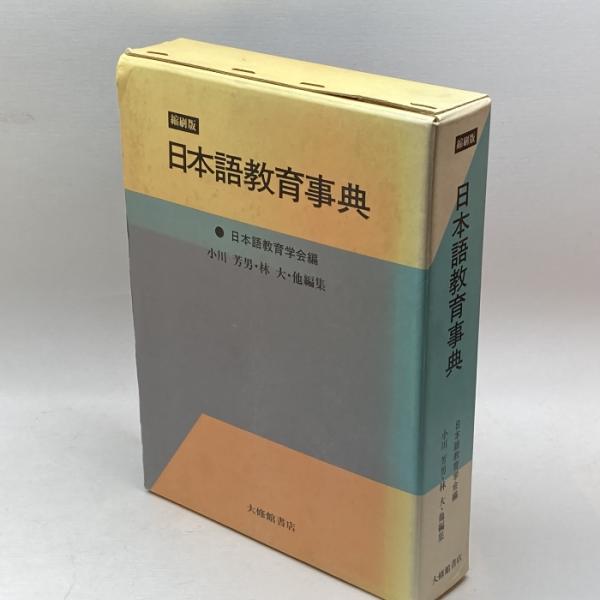 縮刷版
日本語教育事典
●日本語教育学会編
小川 芳男・林 大・他編集
大修館書店
縮刷版
日本語教育事典
日本語教育学会編
小川 芳男・林 大・他編集
大修館書店